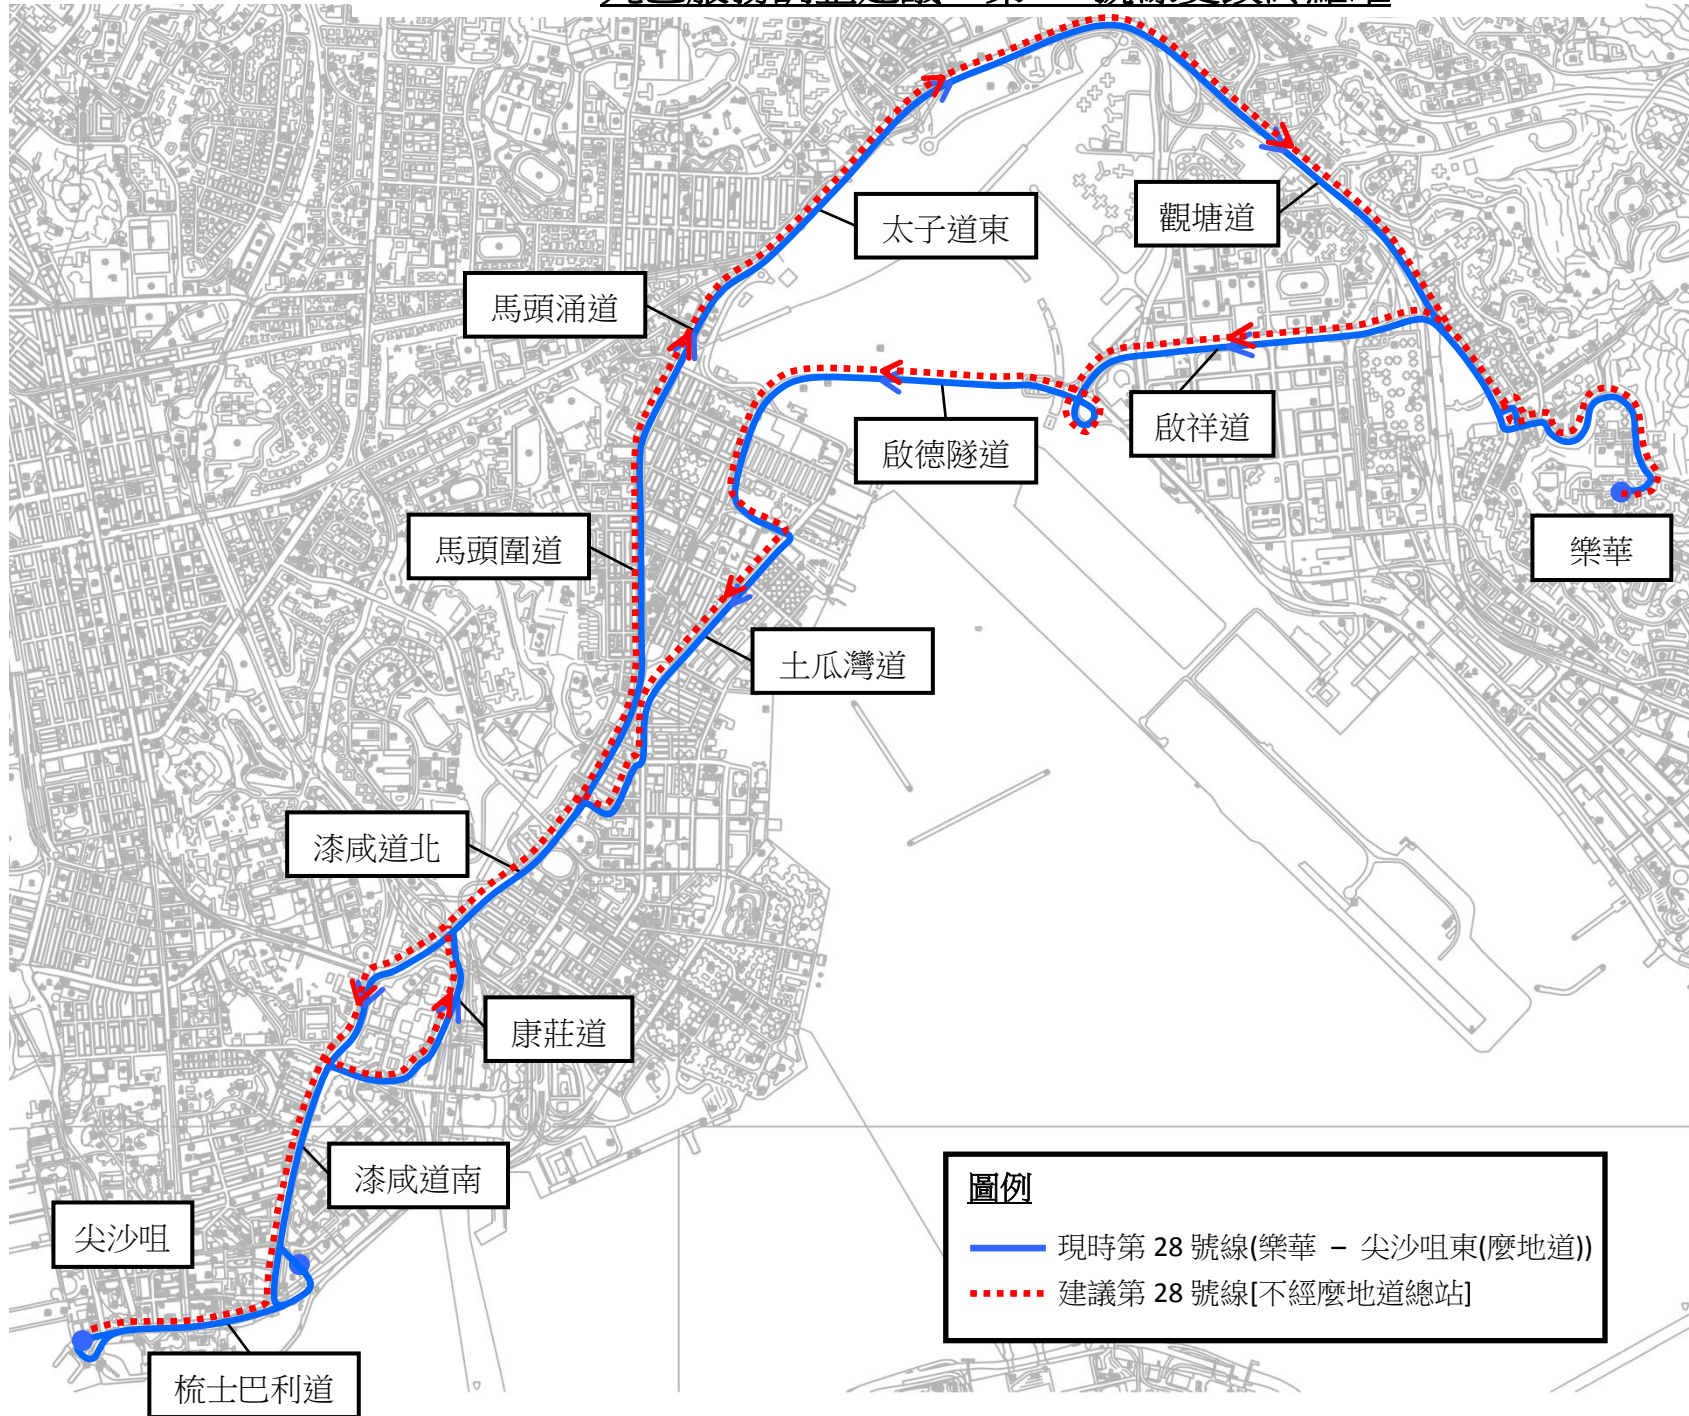 太子道東
觀塘道
馬頭涌道
啟德隧道
啟祥道
馬頭圍道
樂華
土瓜灣道
漆咸道北
康莊道
漆咸道南
尖沙咀
梳士巴利道
圖例
現時第 28 號線(樂華 – 尖沙咀東(麼地道))
建議第 28 號線[不經麼地道總站]